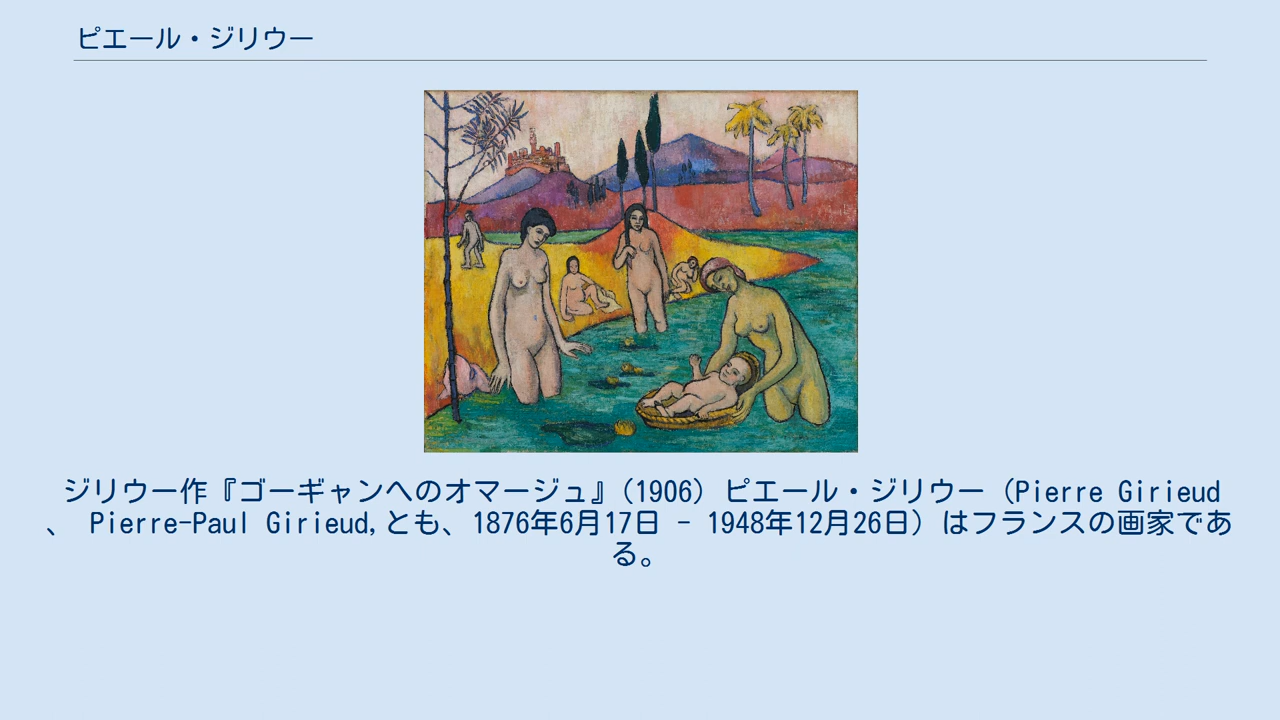 ピエール・ジリウー
ジリウー作『ゴーギャンへのオマージュ』（1906） ピエール・ジリウー（Pierre Girieud
、 Pierre-Paul Girieud,とも、1876年6月17日 - 1948年12月26日）はフランスの画家であ
る。